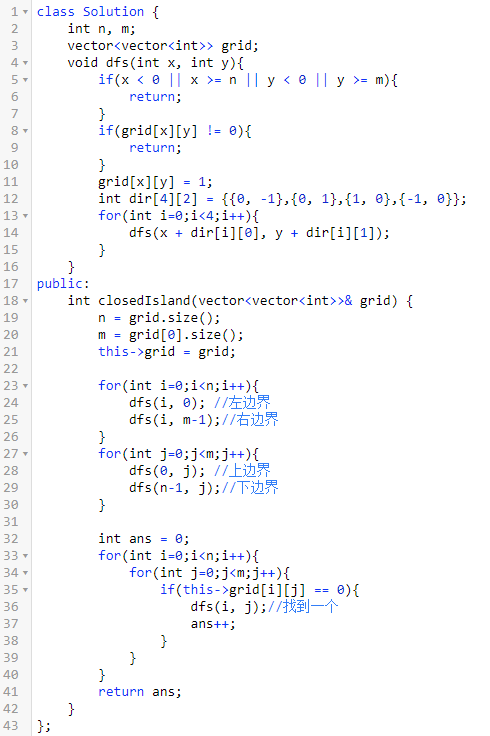 1 class Solution {
2     int n, m;
3     vector<vector<int>> grid;
4     void dfs(int x, int y){
5         if(x < 0 || x >= n || y < 0 || y >= m){
6             return;
7         }
8         if(grid[x][y] != 0){
9             return;
10         }
11         grid[x][y] = 1;
12         int dir[4][2] = {{0, -1},{0, 1},{1, 0},{-1, 0}};
13         for(int i=0;i<4;i++){
14             dfs(x + dir[i][0], y + dir[i][1]);
15         }
16     }
17 public:
18     int closedIsland(vector<vector<int>>& grid) {
19         n = grid.size();
20         m = grid[0].size();
21         this->grid = grid;
22
23         for(int i=0;i<n;i++){
24             dfs(i, 0); //左边界
25             dfs(i, m-1);//右边界
26         }
27         for(int j=0;j<m;j++){
28             dfs(0, j); //上边界
29             dfs(n-1, j);//下边界
30         }
31
32         int ans = 0;
33         for(int i=0;i<n;i++){
34             for(int j=0;j<m;j++){
35                 if(this->grid[i][j] == 0){
36                     dfs(i, j);//找到一个
37                     ans++;
38                 }
39             }
40         }
41         return ans;
42     }
43 };